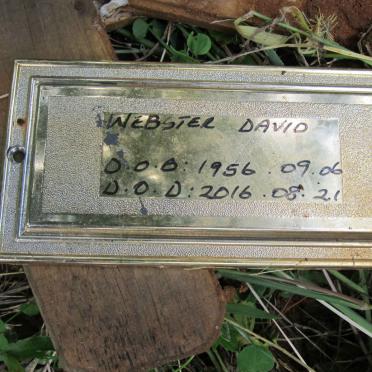 WEBSTER DAVID
D.O.B: 1956.09.06
D.O.D: 2016.08.21